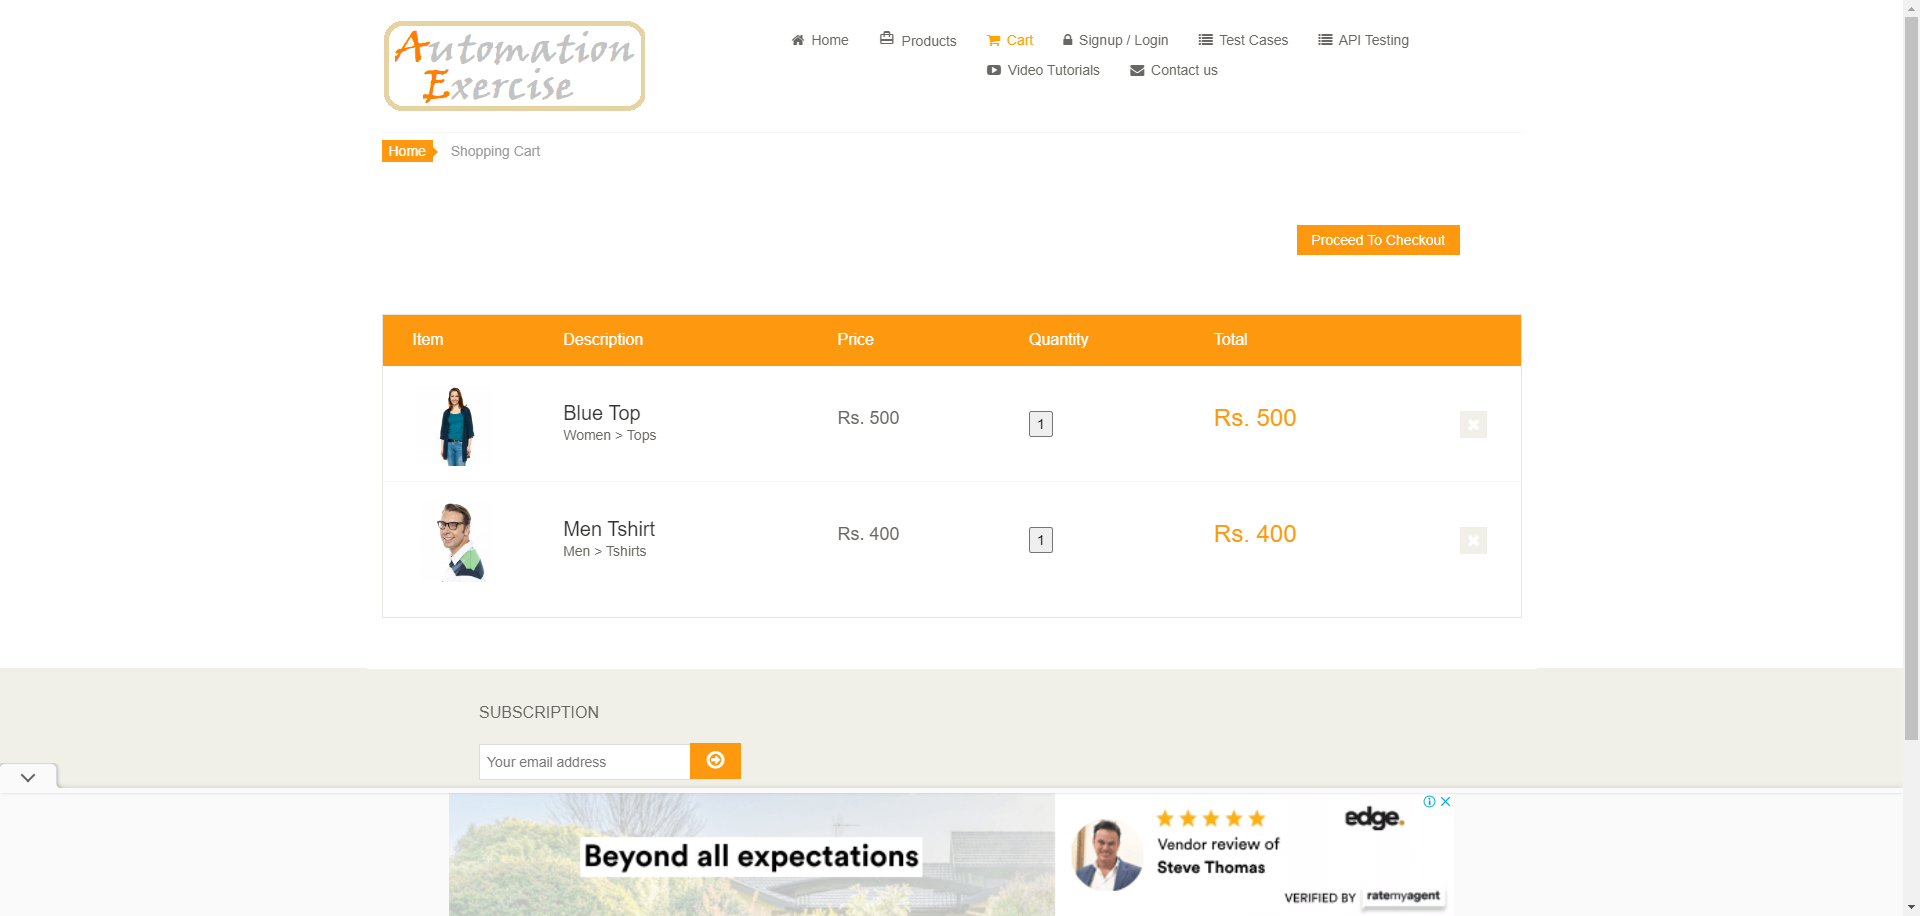 Automation
Exercise
Home
Products
Cart
Signup / Login
Test Cases
API Testing
Video Tutorials
Contact us
Home
Shopping Cart
Proceed To Checkout
Item Description Price Quantity Total
Blue Top
Women > Tops
Rs. 500
1
Rs. 500
Men Tshirt
Men > Tshirts
Rs. 400
1
Rs. 400
SUBSCRIPTION
Your email address
Beyond all expectations
edge.
Vendor review of
Steve Thomas
VERIFIED BY ratemyagent